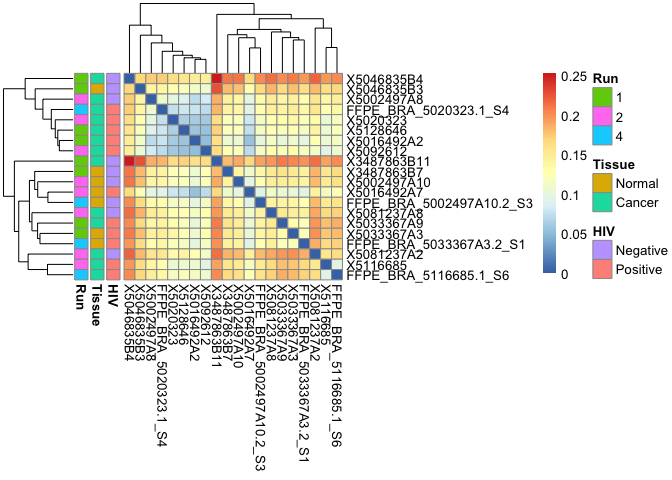 X5046835B4
X5046835B3
X5002497A8
FFPE_BRA_5020323.1_S4
X5020323
X5128646
X5016492A2
X5092612
X3487863B11
X3487863B7
X5002497A10
X5016492A7
FFPE_BRA_5002497A10.2_S3
X5081237A8
X5033367A9
X5033367A3
FFPE_BRA_5033367A3.2_S1
X5081237A2
X5116685
FFPE_BRA_5116685.1_S6
Run
Tissue
HIV
X5046835B4
X5046835B3
X5002497A8
FFPE_BRA_5020323.1_S4
X5020323
X5128646
X5016492A2
X5092612
X3487863B11
X3487863B7
X5002497A10
X5016492A7
FFPE_BRA_5002497A10.2_S3
X5081237A8
X5033367A9
X5033367A3
FFPE_BRA_5033367A3.2_S1
X5081237A2
X5116685
FFPE_BRA_5116685.1_S6
0.25
0.2
0.15
0.1
0.05
0
Run
1
2
4
Tissue
Normal
Cancer
HIV
Negative
Positive